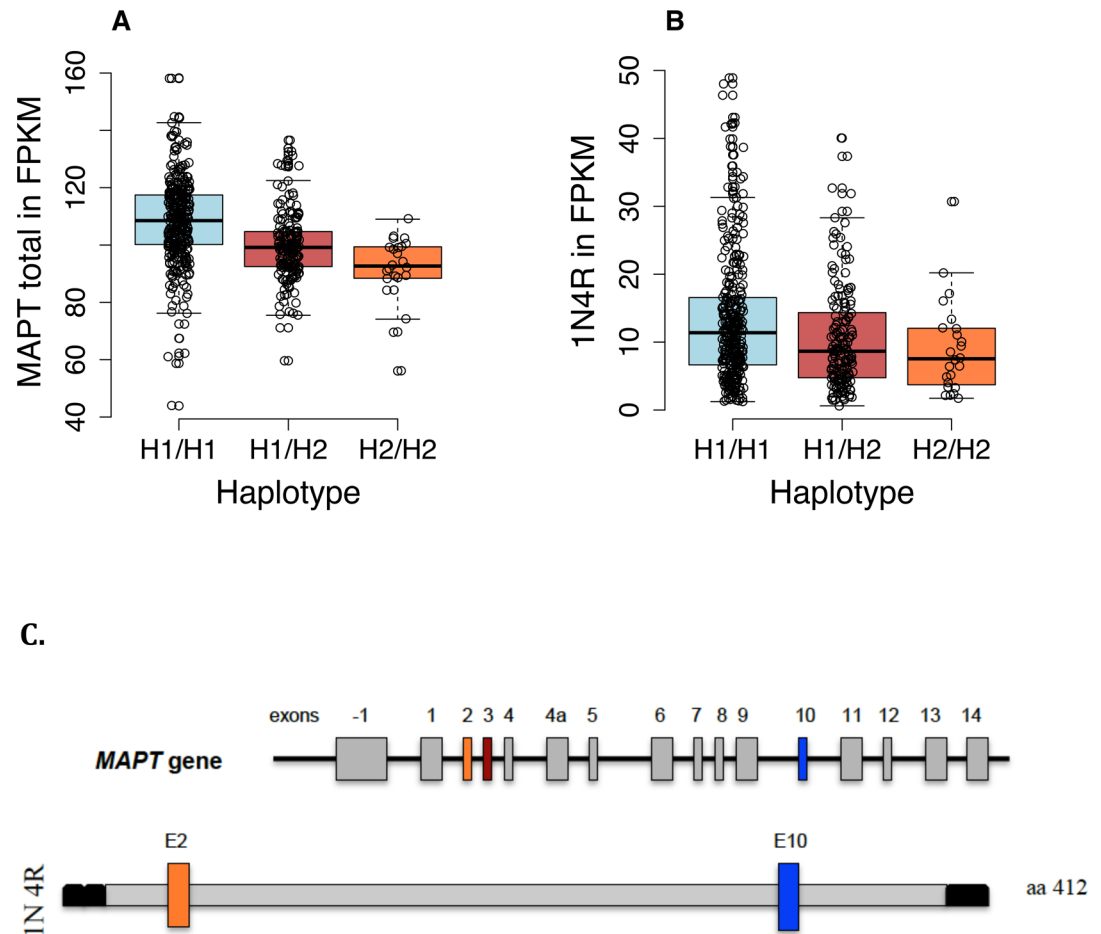 A
MAPT total in FPKM
160
120
80
60
40
H1/H1 H1/H2 H2/H2
Haplotype
B
1N4R in FPKM
50
40
30
20
10
0
H1/H1 H1/H2 H2/H2
Haplotype
C.
exons -1 1 2 3 4 4a 5 6 7 8 9 10 11 12 13 14
MAPT gene
E2 E10
1N 4R
aa 412